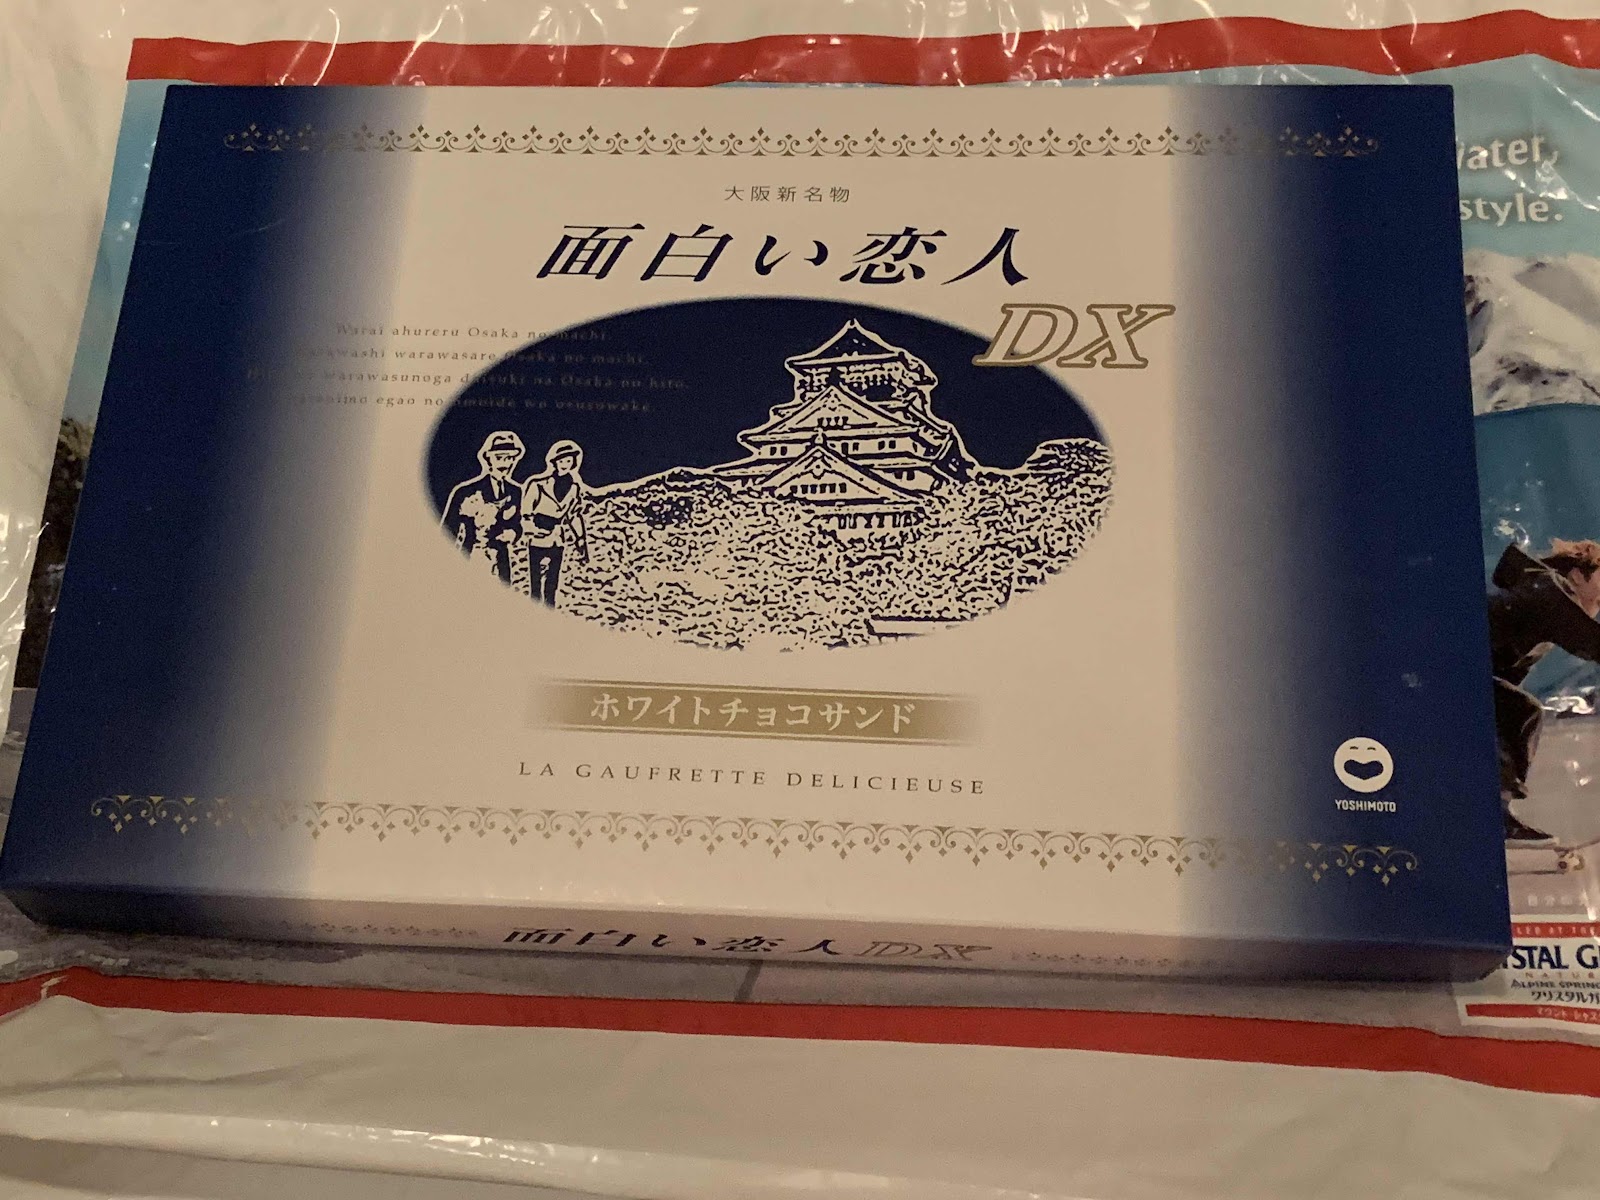 Water,
style.
大阪新名物
面白い恋人
DX
Warai ahureru Osaka no machi.
warawashi warawasare Osaka no machi.
warawasunoga daisuki na Osaka no hito.
egao no omoide wo osusowake.
ホワイトチョコサンド
LA GAUFRETTE DELICIEUSE
YOSHIMOTO
面白い恋人DX
STAL G
ALPINE SPRING
クリスタルガ